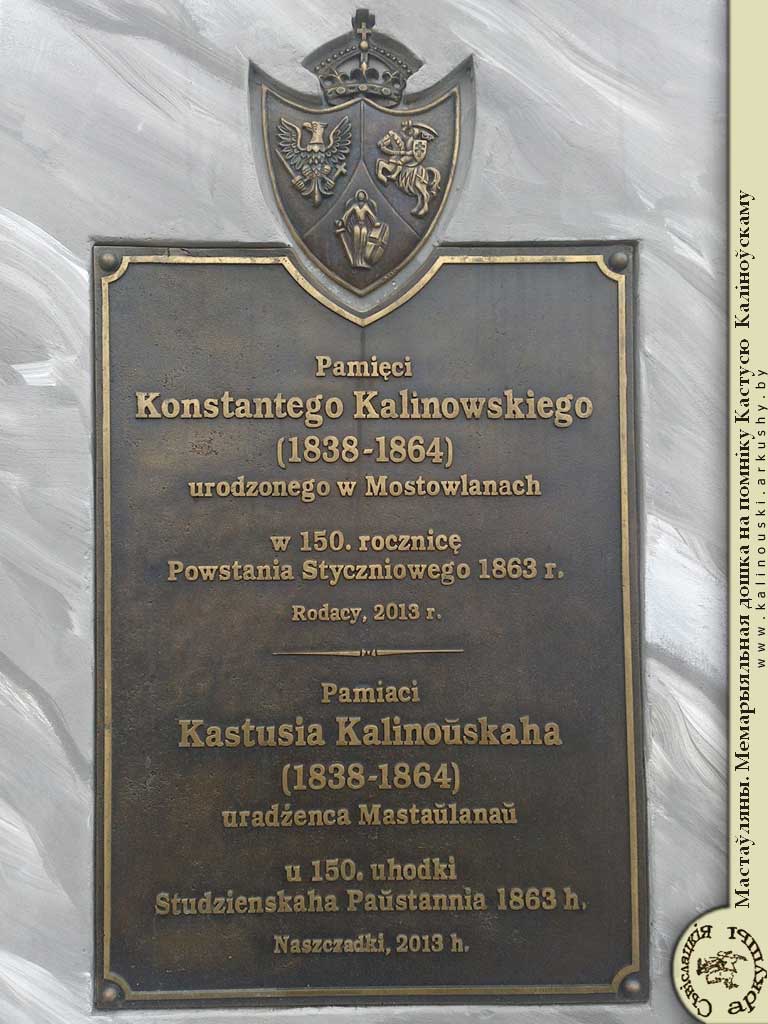 Pamięci
Konstantego Kalinowskiego
(1838-1864)
urodzonego w Mostowlanach
w 150. rocznicę
Powstania Styczniowego 1863 r.
Rodacy, 2013 r.
Pamiaci
Kastusia Kalinoŭskaha
(1838-1864)
uradżenca Mastaŭlanaŭ
u 150. uhodki
Studzienskaha Paŭstannia 1863 h.
Naszczadki, 2013 h.
Мастаўляны. Мемарыяльная дошка на помніку Кастусю Каліноўскаму
www.kalinouski.arkushy.by
Сьвіслацкія
аркушы